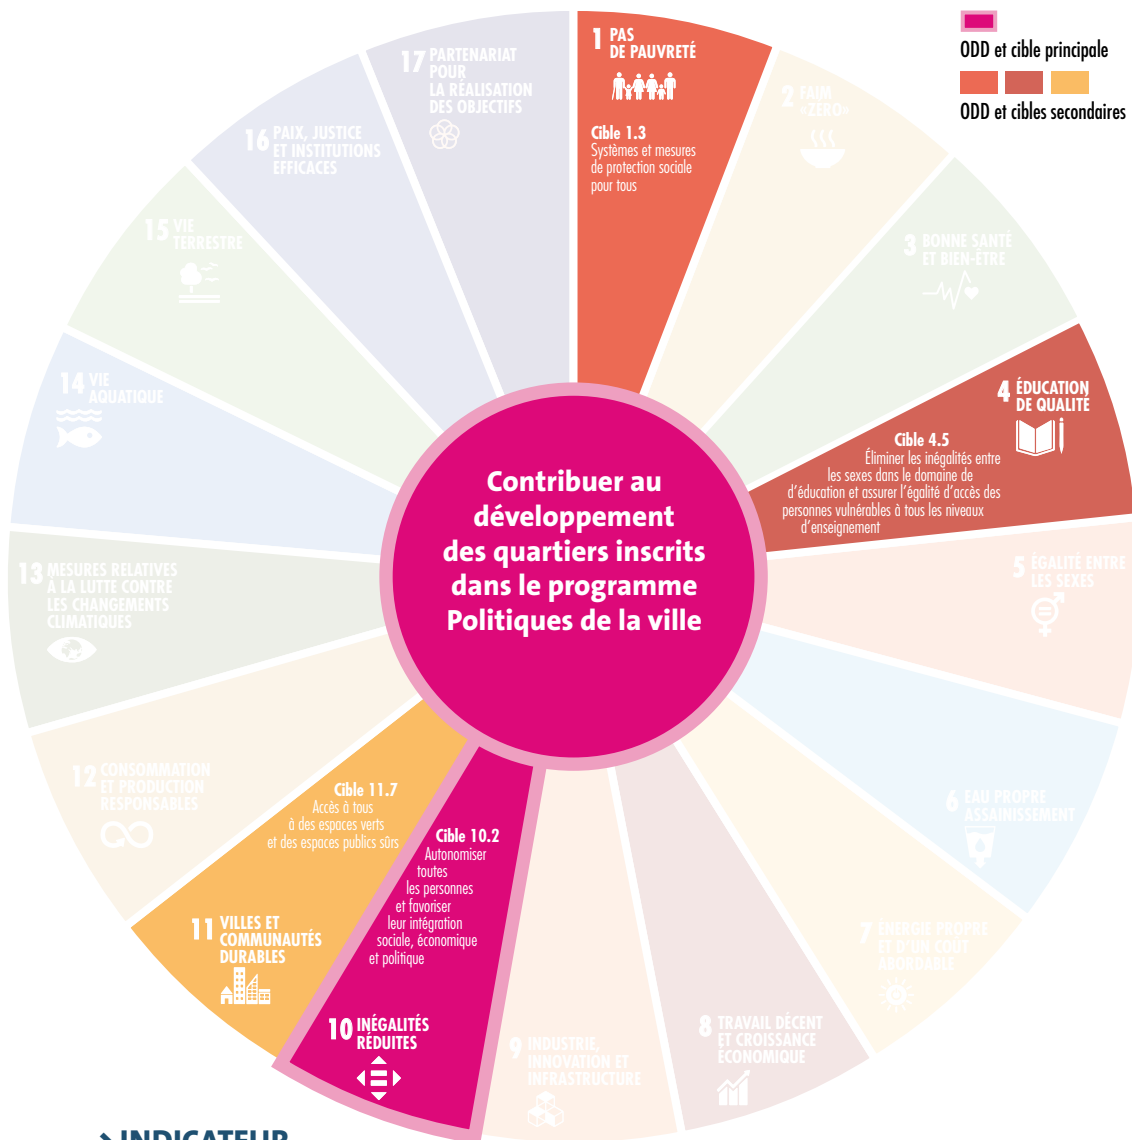 ODD et cible principale
ODD et cibles secondaires
1 PAS
DE PAUVRETÉ
Cible 1.3
Systèmes et mesures
de protection sociale
pour tous
2 FAIM
«ZÉRO»
3 BONNE SANTÉ
ET BIEN-ÊTRE
4 ÉDUCATION
DE QUALITÉ
Cible 4.5
Éliminer les inégalités entre
les sexes dans le domaine de
d'éducation et assurer l'égalité d'accès des
personnes vulnérables à tous les niveaux
d'enseignement
5 ÉGALITÉ ENTRE
LES SEXES
6 EAU PROPRE
ASSAINISSEMENT
7 ÉNERGIE PROPRE
ET D'UN COÛT
ABORDABLE
8 TRAVAIL DÉCENT
ET CROISSANCE
ÉCONOMIQUE
9 INDUSTRIE,
INNOVATION ET
INFRASTRUCTURE
Cible 10.2
Autonomiser
toutes
les personnes
et favoriser
leur intégration
sociale, économique
et politique
10 INÉGALITÉS
RÉDUITES
Cible 11.7
Accès à tous
à des espaces verts
et des espaces publics sûrs
11 VILLES ET
COMMUNAUTÉS
DURABLES
12 CONSOMMATION
ET PRODUCTION
RESPONSABLES
13 MESURES RELATIVES
À LA LUTTE CONTRE
LES CHANGEMENTS
CLIMATIQUES
14 VIE
AQUATIQUE
15 VIE
TERRESTRE
16 PAIX, JUSTICE
ET INSTITUTIONS
EFFICACES
17 PARTENARIAT
POUR
LA RÉALISATION
DES OBJECTIFS
Contribuer au
développement
des quartiers inscrits
dans le programme
Politiques de la ville
INDICATEUR